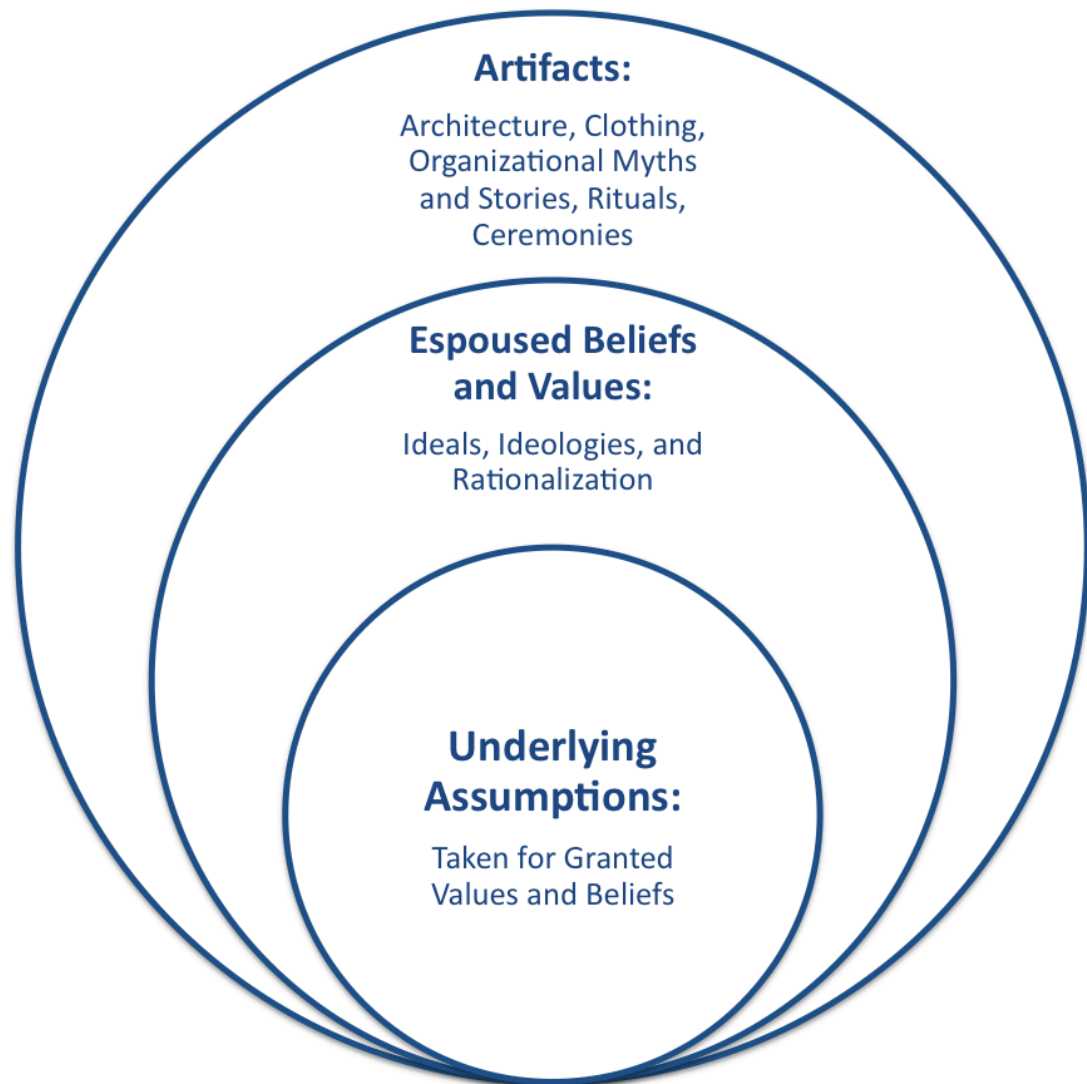 Artifacts:
Architecture, Clothing,
Organizational Myths
and Stories, Rituals,
Ceremonies
Espoused Beliefs
and Values:
Ideals, Ideologies, and
Rationalization
Underlying
Assumptions:
Taken for Granted
Values and Beliefs